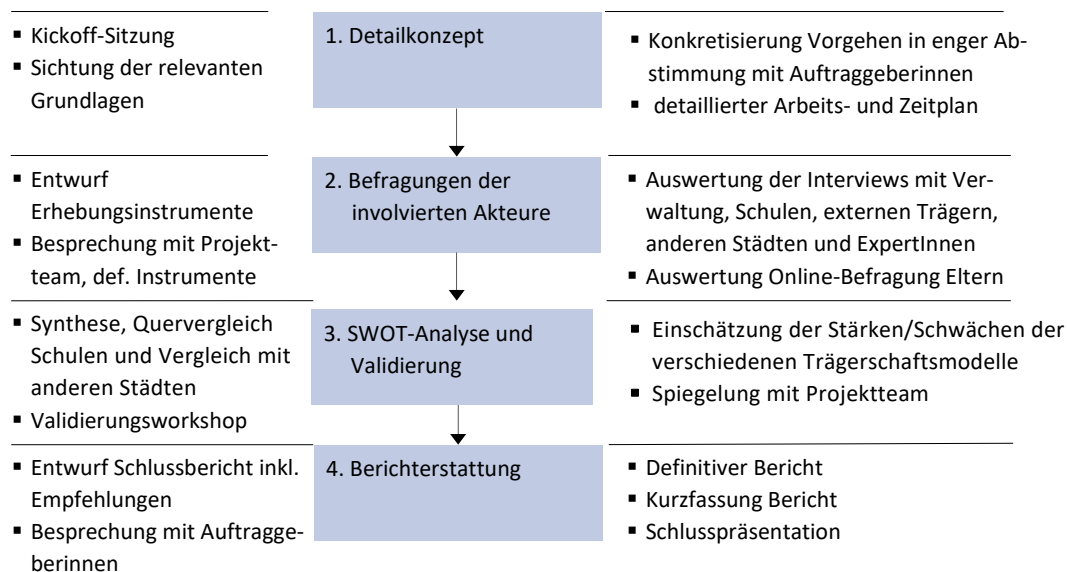 ▪ Kickoff-Sitzung
▪ Sichtung der relevanten
Grundlagen
1. Detailkonzept
▪ Konkretisierung Vorgehen in enger Ab-
stimmung mit Auftraggeberinnen
▪ detaillierter Arbeits- und Zeitplan
▪ Entwurf
Erhebungsinstrumente
▪ Besprechung mit Projekt-
team, def. Instrumente
2. Befragungen der
involvierten Akteure
▪ Auswertung der Interviews mit Ver-
waltung, Schulen, externen Trägern,
anderen Städten und ExpertInnen
▪ Auswertung Online-Befragung Eltern
▪ Synthese, Quervergleich
Schulen und Vergleich mit
anderen Städten
▪ Validierungsworkshop
3. SWOT-Analyse und
Validierung
▪ Einschätzung der Stärken/Schwächen der
verschiedenen Trägerschaftsmodelle
▪ Spiegelung mit Projektteam
▪ Entwurf Schlussbericht inkl.
Empfehlungen
▪ Besprechung mit Auftragge-
berinnen
4. Berichterstattung
▪ Definitiver Bericht
▪ Kurzfassung Bericht
▪ Schlusspräsentation